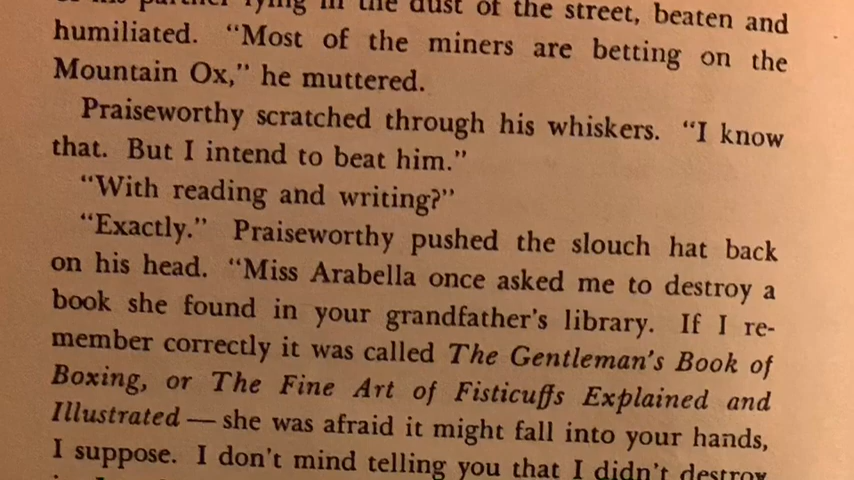 his partner lying in the dust of the street, beaten and
humiliated. “Most of the miners are betting on the
Mountain Ox,” he muttered.
Praiseworthy scratched through his whiskers. “I know
that. But I intend to beat him.”
“With reading and writing?”
“Exactly.” Praiseworthy pushed the slouch hat back
on his head. “Miss Arabella once asked me to destroy a
book she found in your grandfather’s library. If I re-
member correctly it was called The Gentleman’s Book of
Boxing, or The Fine Art of Fisticuffs Explained and
Illustrated — she was afraid it might fall into your hands,
I suppose. I don’t mind telling you that I didn’t destroy